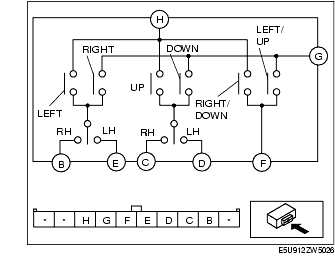 H
LEFT/
UP
RIGHT
DOWN
G
UP
LEFT
RIGHT/
DOWN
RH
LH
RH
LH
B
E
C
D
F
- - H G F E D C B -
E5U912ZW5026